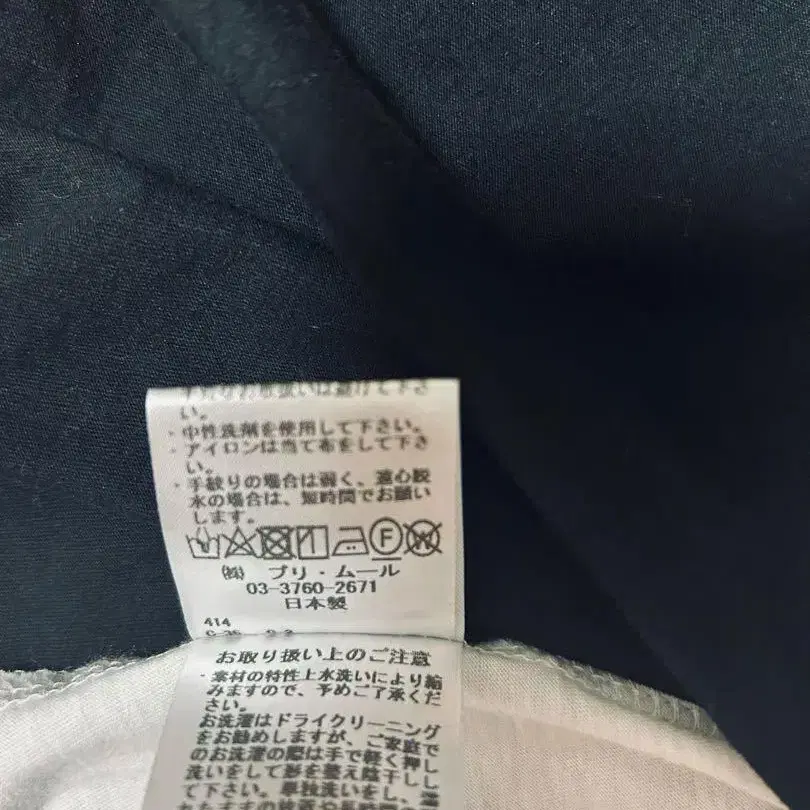 い。
・中性洗剤を使用して下さい。
・アイロンは当て布をして下さ
い。
・手絞りの場合は弱く、遠心脱
水の場合は、短時間でお願い
します。
F W
㈱ プリ・ムール
03-3760-2671
日本製
414
お取り扱い上のご注意
・素材の特性上水洗いにより縮
みますので、予めご了承くだ
さい。
お洗濯はドライクリーニング
をお勧めしますが、ご家庭で
のお洗濯の際は手で軽く押し
洗いをして形を整え陰干しし
て下さい。単独洗いをし、濡